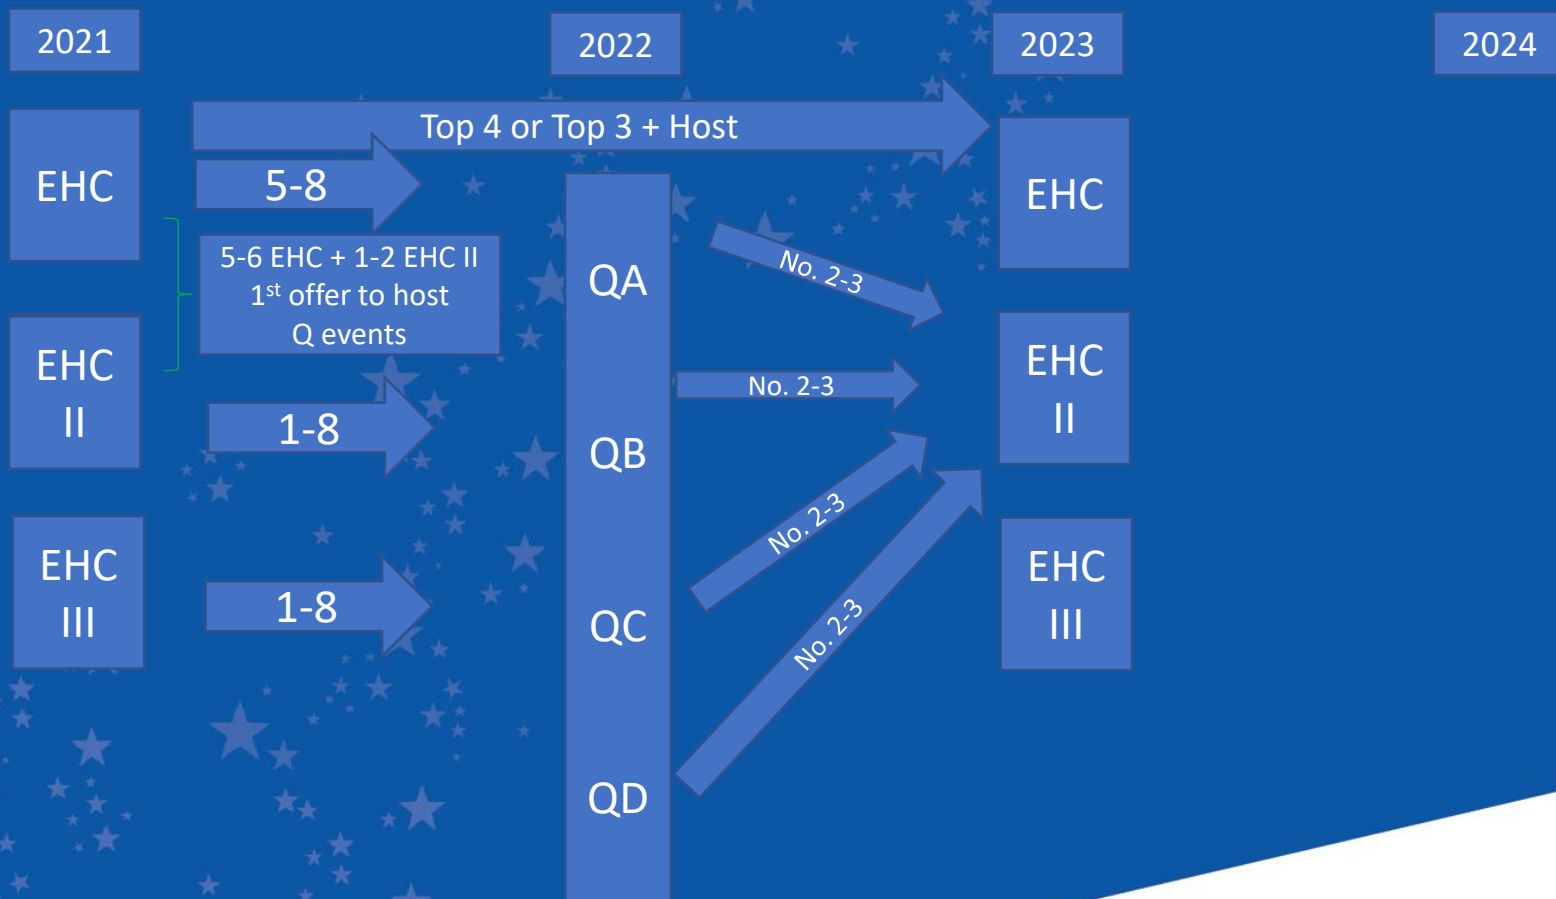 2021
2022
2023
2024
Top 4 or Top 3 + Host
EHC
5-8
EHC
5-6 EHC + 1-2 EHC II
1st offer to host
Q events
QA
No. 2-3
EHC
II
1-8
No. 2-3
EHC
II
QB
No. 2-3
EHC
III
1-8
QC
No. 2-3
EHC
III
QD